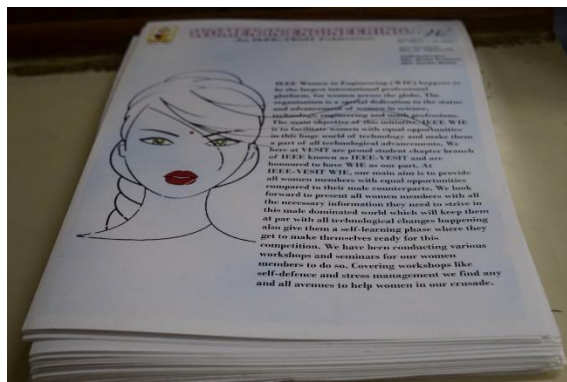 WOMEN IN ENGINEERING
An IEEE-VESIT Publication
IEEE Women in Engineering (WIE) happens to
be the largest international professional
platform, for women across the globe. The
organisation is a special dedication to the status
and advancement of women in science,
technology, engineering and math professions.
The main objective of this initiative, IEEE WIE
is to facilitate women with equal opportunities
in this huge world of technology and make them
a part of all technological advancements. We
here at VESIT are proud student chapter branch
of IEEE known as IEEE-VESIT and are
honoured to have WIE as our part. At
IEEE-VESIT WIE, our main aim is to provide
all women members with equal opportunities
compared to their male counterparts. We look
forward to present all women members with all
the necessary information they need to strive in
this male dominated world which will keep them
at par with all technological changes happening
also give them a self-learning phase where they
get to make themselves ready for this
competition. We have been conducting various
workshops and seminars for our women
members to do so. Covering workshops like
self-defence and stress management we find any
and all avenues to help women in our crusade.